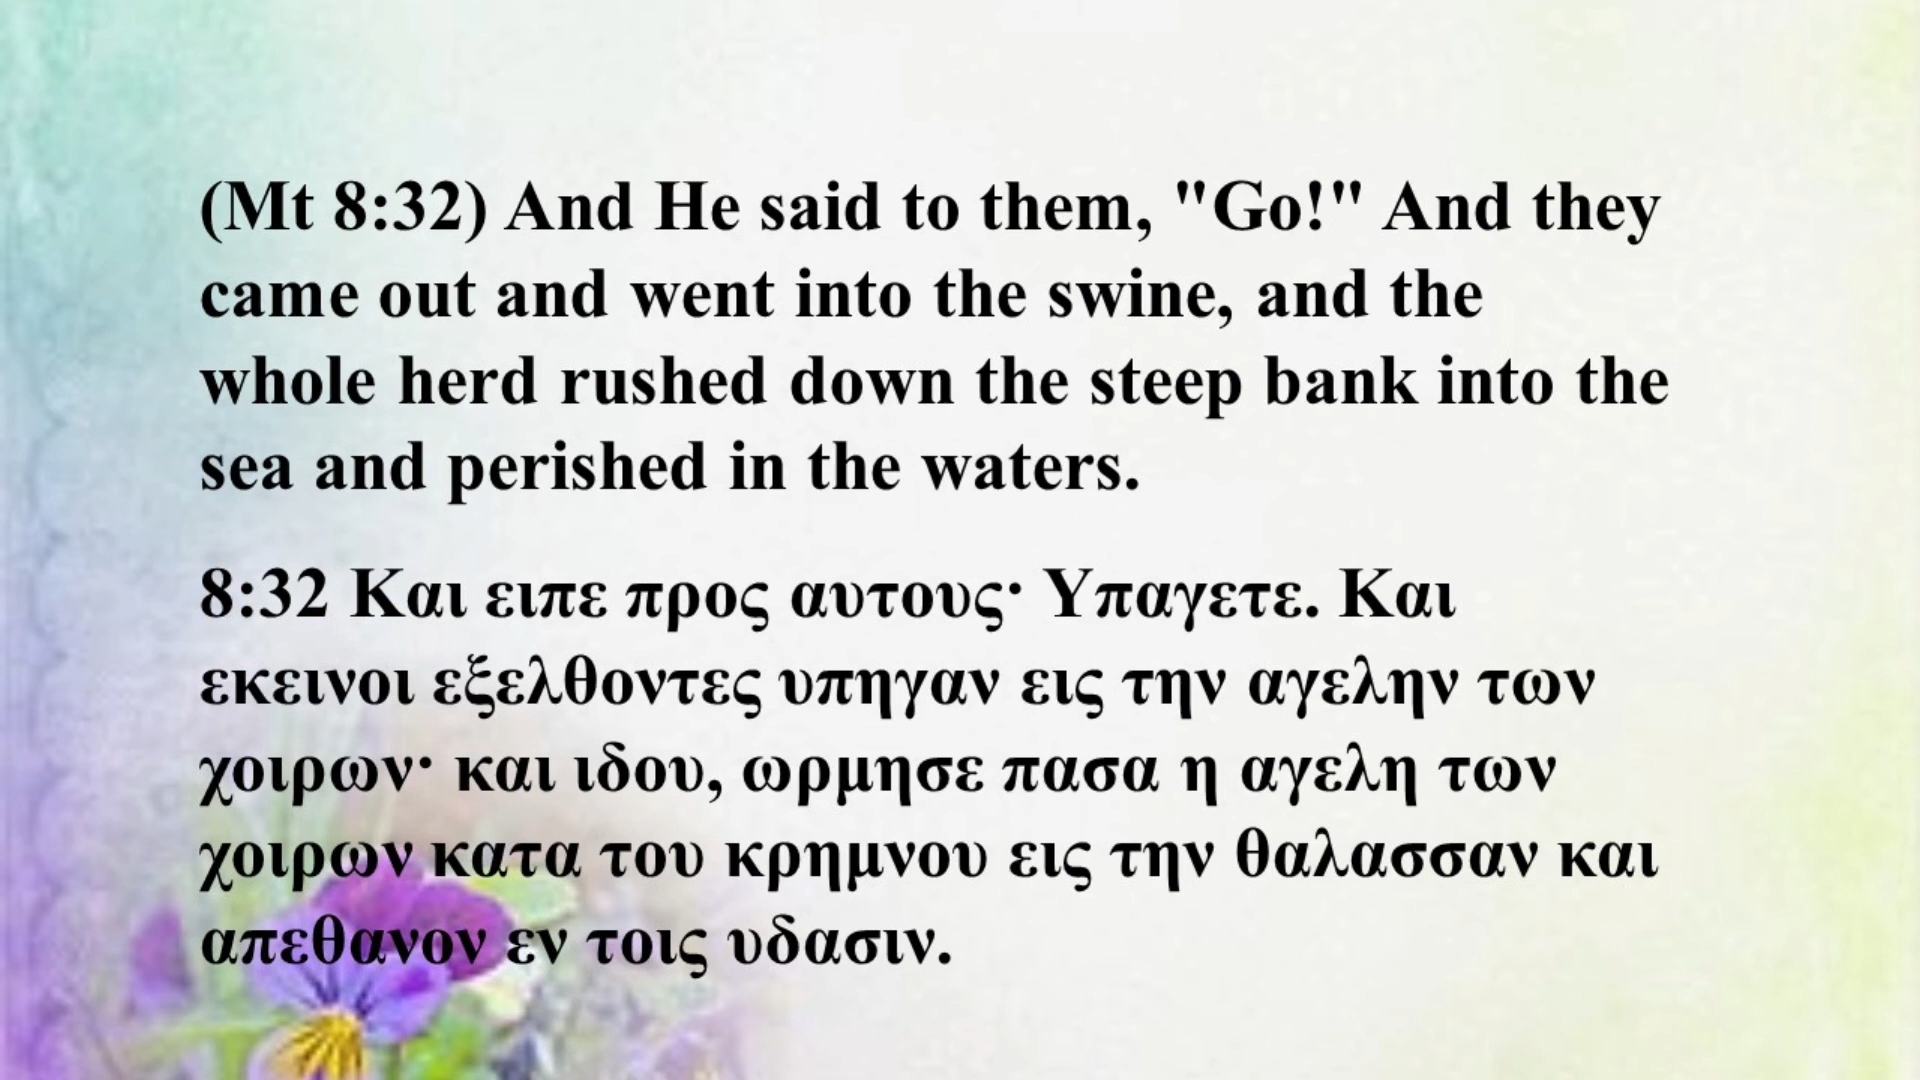 (Mt 8:32) And He said to them, "Go!" And they
came out and went into the swine, and the
whole herd rushed down the steep bank into the
sea and perished in the waters.
8:32 Και ειπε προς αυτους· Υπαγετε. Και
εκεινοι εξελθοντες υπηγαν εις την αγελην των
χοιρων· και ιδου, ωρμησε πασα η αγελη των
χοιρων κατα του κρημνου εις την θαλασσαν και
απεθανον εν τοις υδασιν.